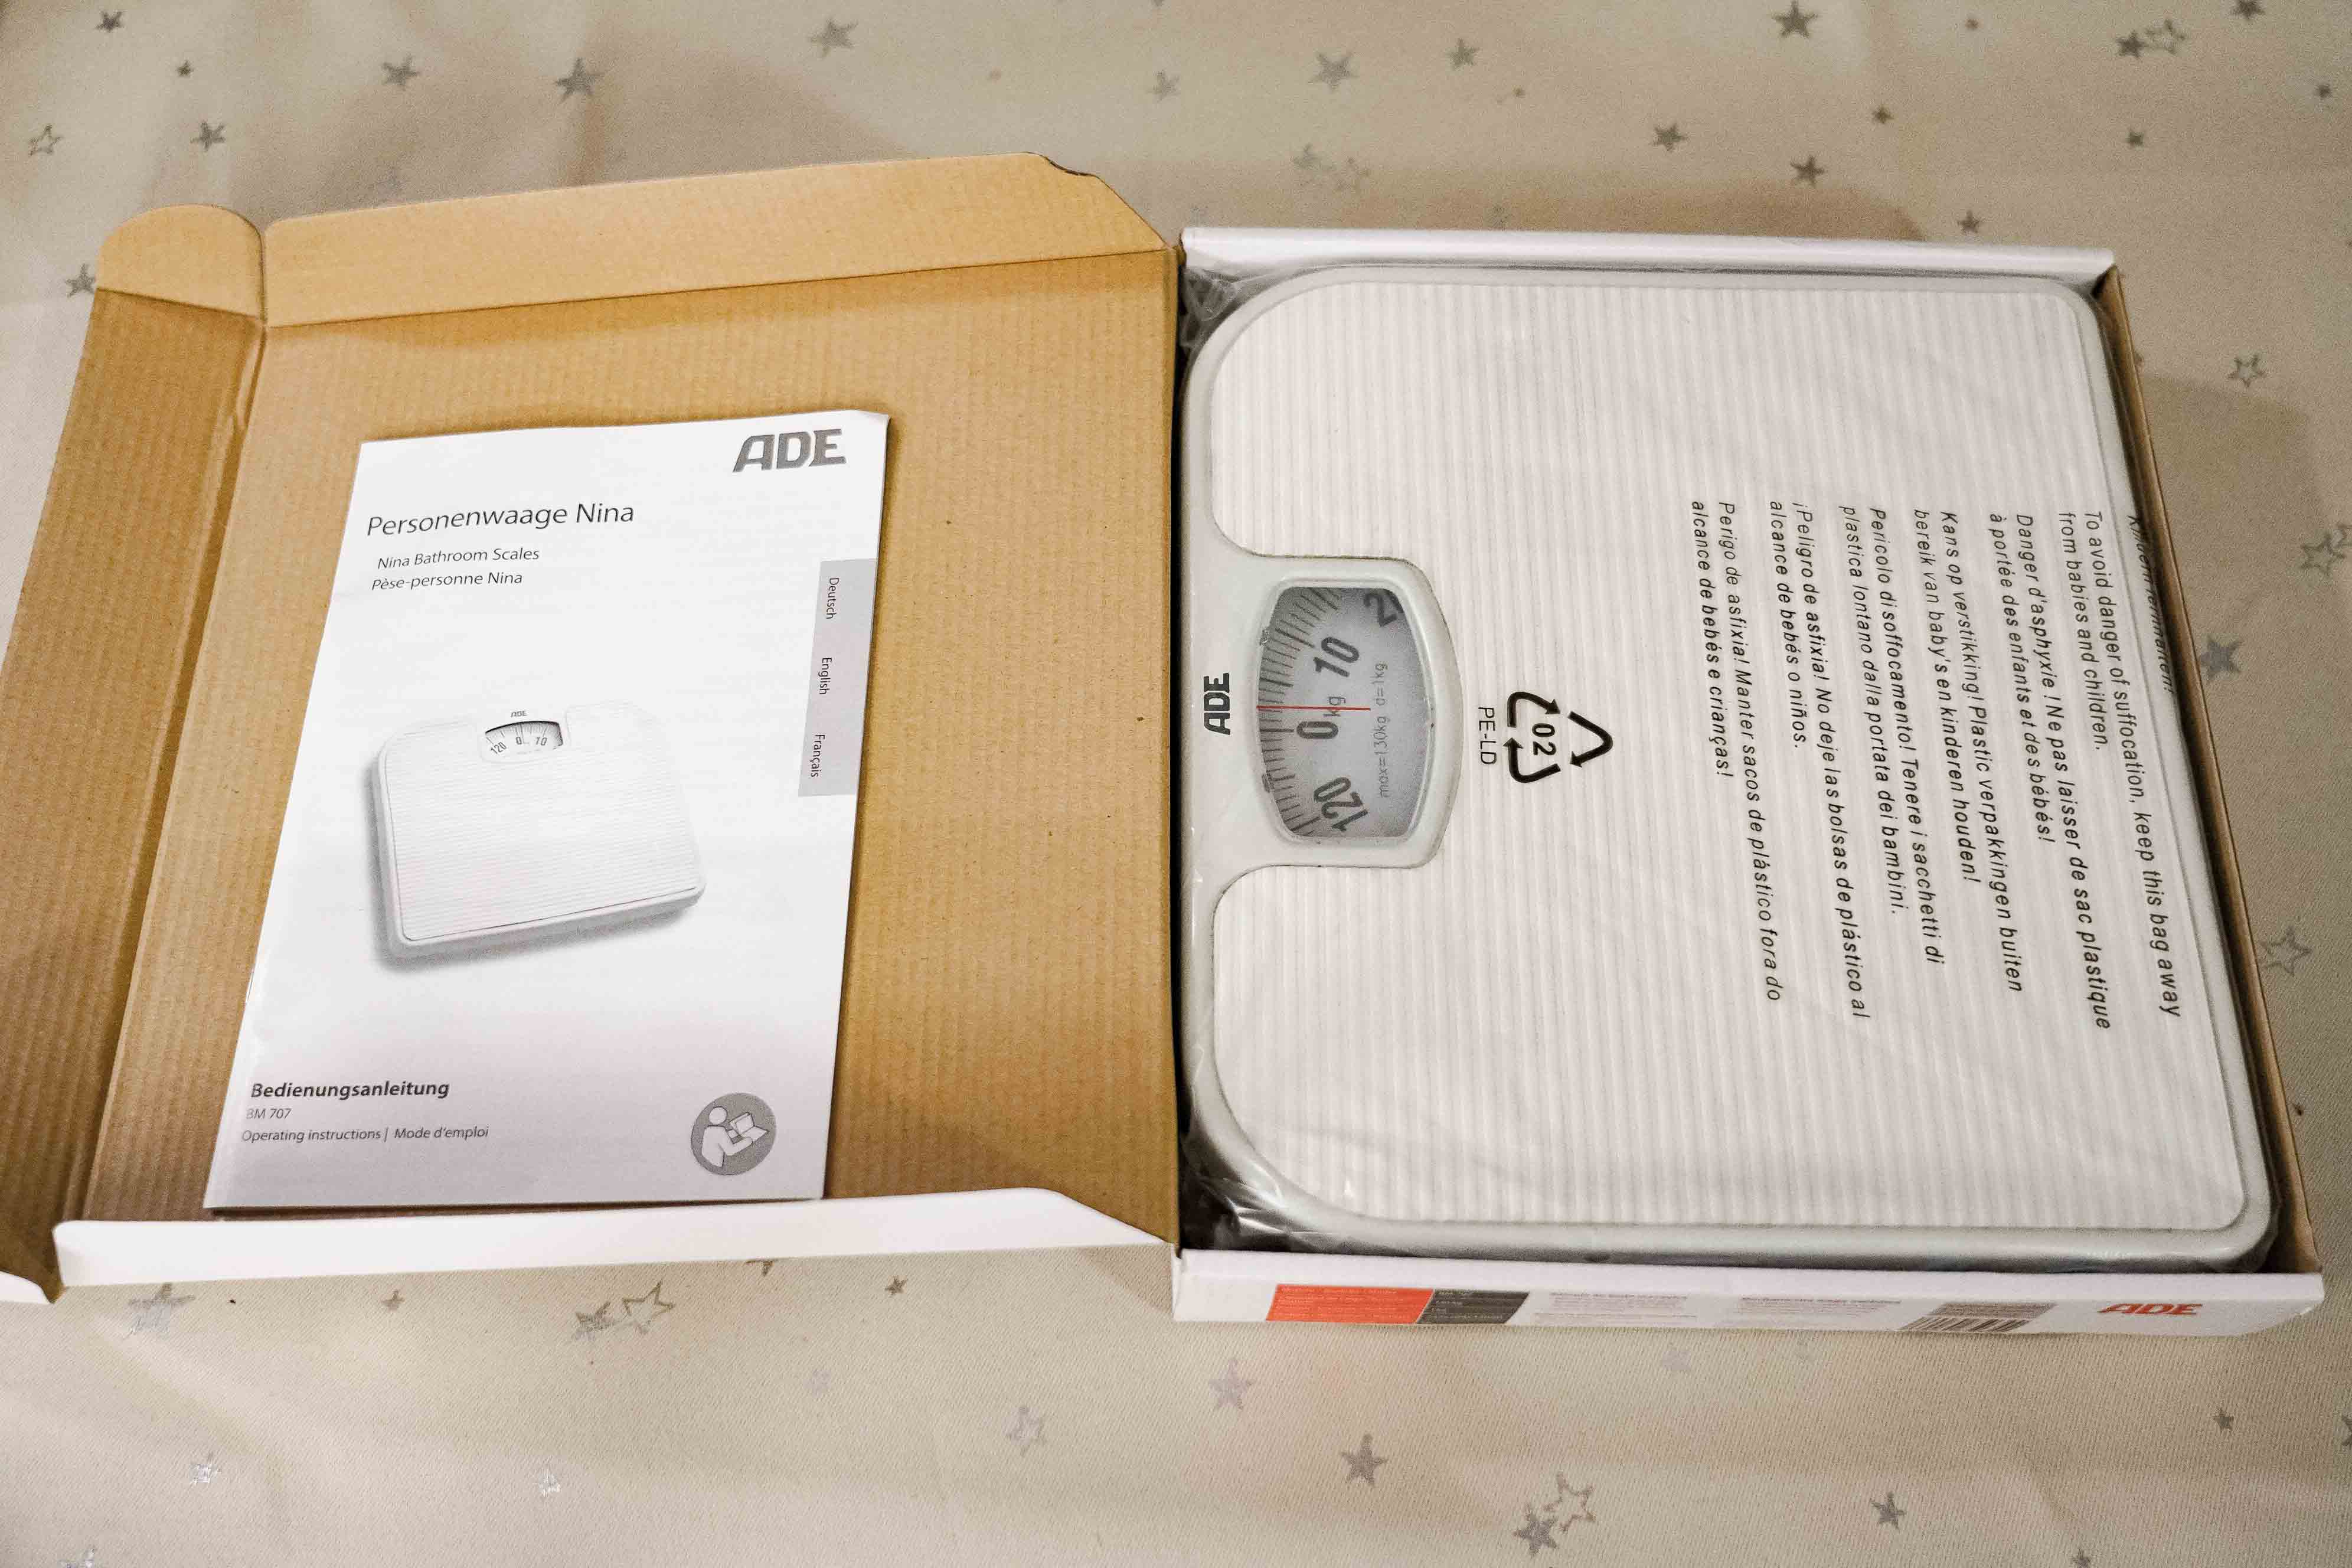 ADE
Personenwaage Nina
Nina Bathroom Scales
Pèse-personne Nina
Deutsch
English
Français
ADE
120 0 10
Bedienungsanleitung
BM 707
Operating instructions | Mode d'emploi
ADE
120 0 10 2
kg
max=130kg d=1kg
PE-LD
02
To avoid danger of suffocation, keep this bag away
from babies and children.
Danger d'asphyxie ! Ne pas laisser de sac plastique
à portée des enfants et des bébés!
Kans op verstikking! Plastic verpakkingen buiten
bereik van baby's en kinderen houden!
Pericolo di soffocamento! Tenere i sacchetti di
plastica lontano dalla portata dei bambini.
¡Peligro de asfixia! No deje las bolsas de plástico al
alcance de bebés o niños.
Perigo de asfixia! Manter sacos de plástico fora do
alcance de bebés e crianças!
ADE